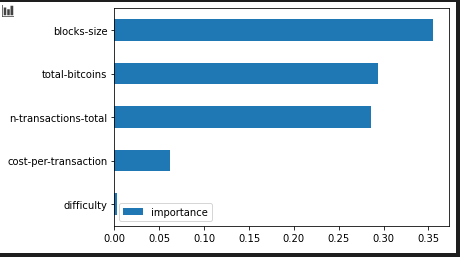 blocks-size
total-bitcoins
n-transactions-total
cost-per-transaction
difficulty
importance
0.00 0.05 0.10 0.15 0.20 0.25 0.30 0.35